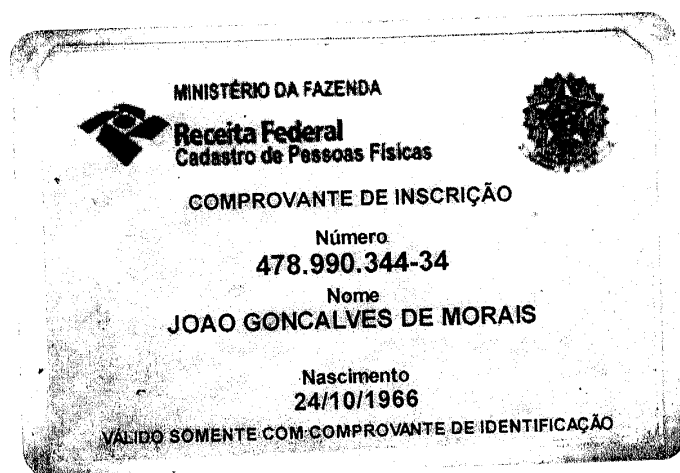 MINISTÉRIO DA FAZENDA
Receita Federal
Cadastro de Pessoas Físicas
COMPROVANTE DE INSCRIÇÃO
Número
478.990.344-34
Nome
JOAO GONCALVES DE MORAIS
Nascimento
24/10/1966
VÁLIDO SOMENTE COM COMPROVANTE DE IDENTIFICAÇÃO